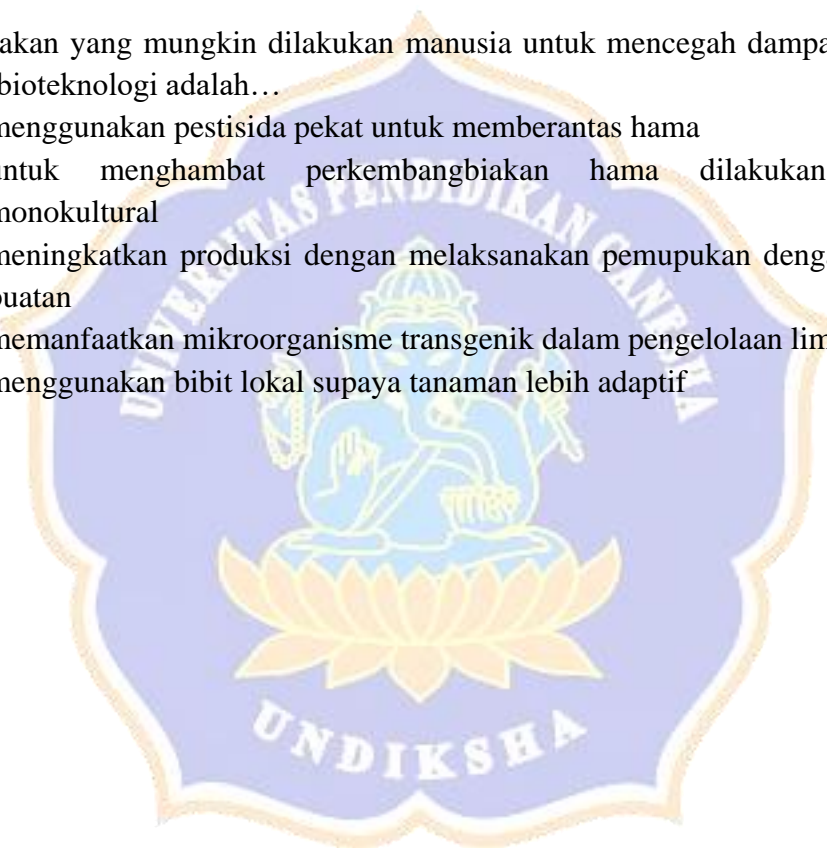 akan yang mungkin dilakukan manusia untuk mencegah dampa
bioteknologi adalah…
menggunakan pestisida pekat untuk memberantas hama
untuk menghambat perkembangbiakan hama dilakukan
monokultural
meningkatkan produksi dengan melaksanakan pemupukan denga
buatan
memanfaatkan mikroorganisme transgenik dalam pengelolaan lim
menggunakan bibit lokal supaya tanaman lebih adaptif
UNIVERSITAS PENDIDIKAN GANESHA
UNDIKSHA